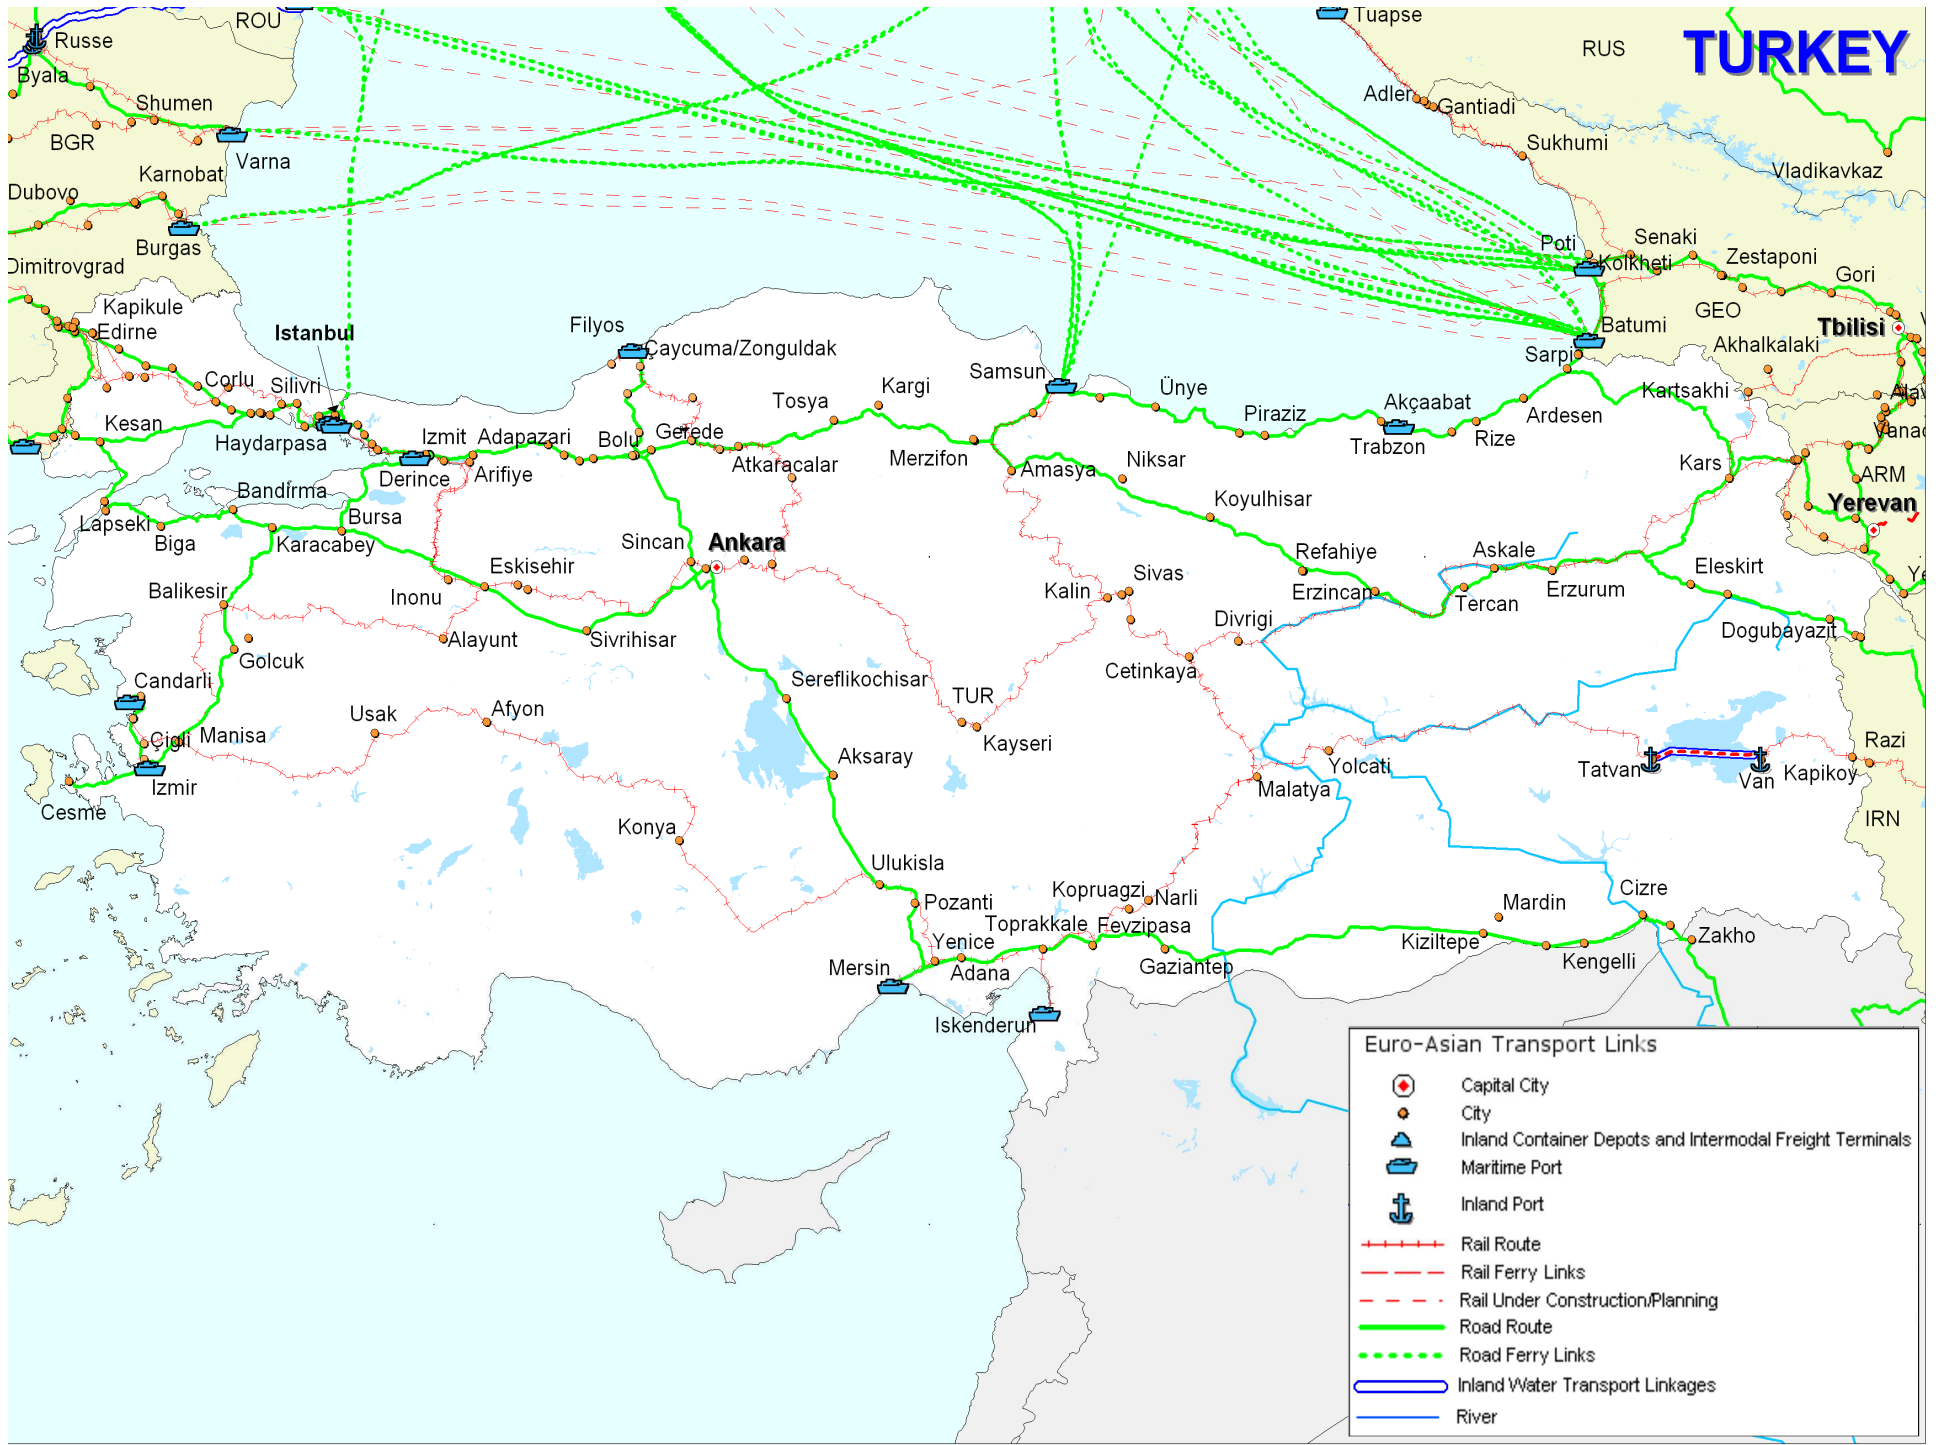 ROU
Tuapse
RUS
TURKEY
Russe
Byala
Shumen
Adler
Gantiadi
BGR
Varna
Sukhumi
Vladikavkaz
Karnobat
Dubovo
Burgas
Poti
Senaki
Kolkheti
Zestaponi
Dimitrovgrad
Gori
Kapikule
Edirne
Istanbul
Filyos
Çaycuma/Zonguldak
Batumi
GEO
Tbilisi
Sarpi
Akhalkalaki
Corlu
Silivri
Samsun
Ünye
Kargi
Tosya
Kartsakhi
Akçaabat
Piraziz
Ardesen
Kesan
Haydarpasa
Izmit
Adapazari
Bolu
Gerede
Trabzon
Rize
Merzifon
Atkaracalar
Derince
Arifiye
Amasya
Niksar
Kars
ARM
Yerevan
Bandirma
Lapseki
Biga
Bursa
Karacabey
Koyulhisar
Sincan
Ankara
Refahiye
Askale
Eskisehir
Eleskirt
Balikesir
Inonu
Kalin
Sivas
Erzincan
Tercan
Erzurum
Alayunt
Sivrihisar
Divrigi
Dogubayazit
Golcuk
Cetinkaya
Candarli
Sereflikochisar
TUR
Usak
Afyon
Çigli
Manisa
Kayseri
Razi
Izmir
Aksaray
Yolcati
Tatvan
Van
Kapikoy
Malatya
Cesme
Konya
IRN
Ulukisla
Kopruagzi
Narli
Cizre
Pozanti
Mardin
Toprakkale
Fevzipasa
Yenice
Kiziltepe
Zakho
Mersin
Adana
Gaziantep
Kengelli
Iskenderun
Euro-Asian Transport Links
Capital City
City
Inland Container Depots and Intermodal Freight Terminals
Maritime Port
Inland Port
Rail Route
Rail Ferry Links
Rail Under Construction/Planning
Road Route
Road Ferry Links
Inland Water Transport Linkages
River